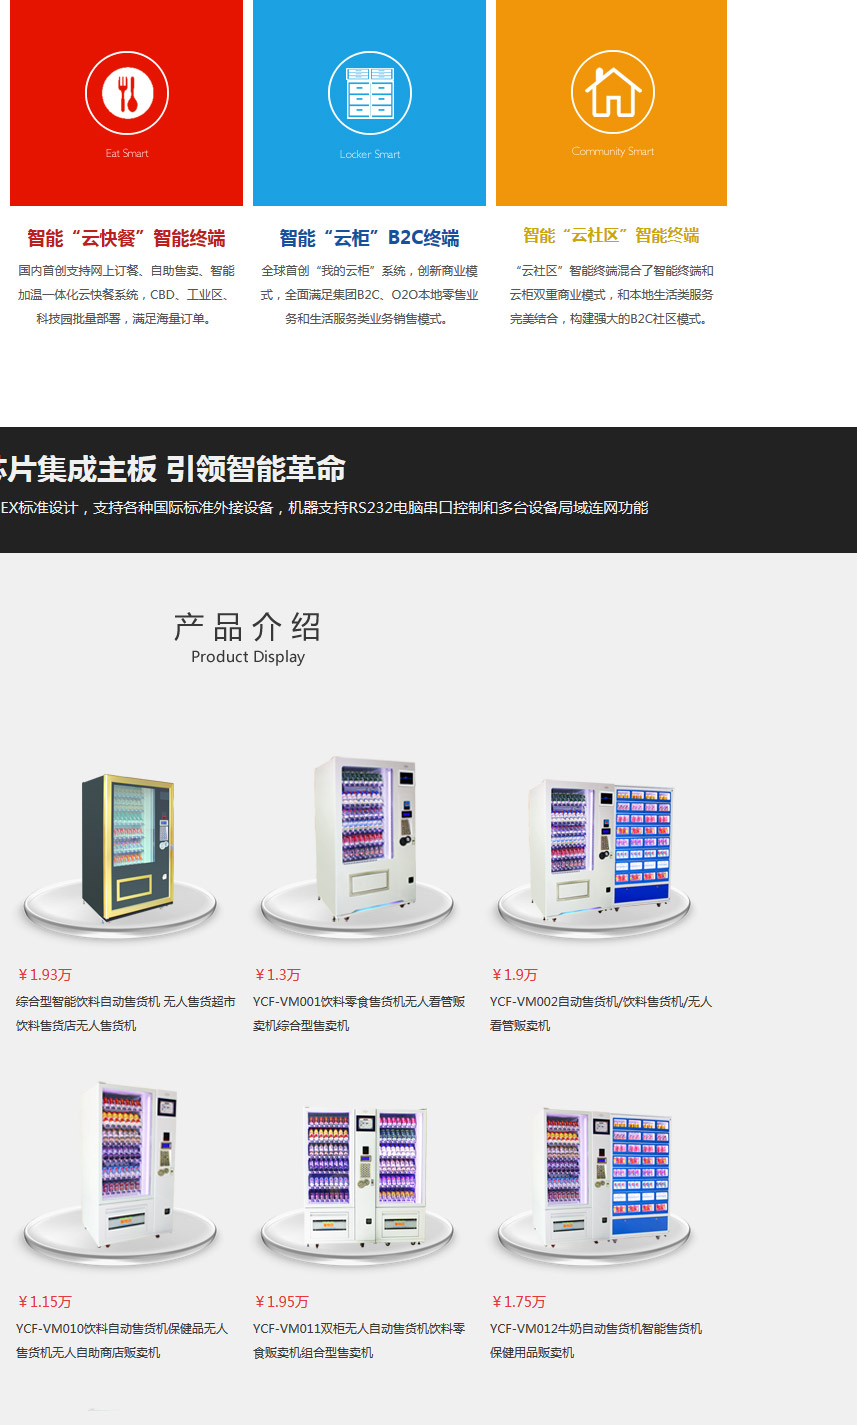 Eat Smart
Locker Smart
Community Smart
智能“云快餐”智能终端
国内首创支持网上订餐、自助售卖、智能
加温一体化云快餐系统，CBD、工业区、
科技园批量部署，满足海量订单。
智能“云柜”B2C终端
全球首创“我的云柜”系统，创新商业模
式，全面满足集团B2C、O2O本地零售业
务和生活服务类业务销售模式。
智能“云社区”智能终端
“云社区”智能终端混合了智能终端和
云柜双重商业模式，和本地生活类服务
完美结合，构建强大的B2C社区模式。
片集成主板 引领智能革命
EX标准设计，支持各种国际标准外接设备，机器支持RS232电脑串口控制和多台设备局域连网功能
产品介绍
Product Display
￥1.93万
综合型智能饮料自动售货机 无人售货超市
饮料售货店无人售货机
￥1.3万
YCF-VM001饮料零食售货机无人看管贩
卖机综合型售卖机
￥1.9万
YCF-VM002自动售货机/饮料售货机/无人
看管贩卖机
￥1.15万
YCF-VM010饮料自动售货机保健品无人
售货机无人自助商店贩卖机
￥1.95万
YCF-VM011双柜无人自动售货机饮料零
食贩卖机组合型售卖机
￥1.75万
YCF-VM012牛奶自动售货机智能售货机
保健用品贩卖机